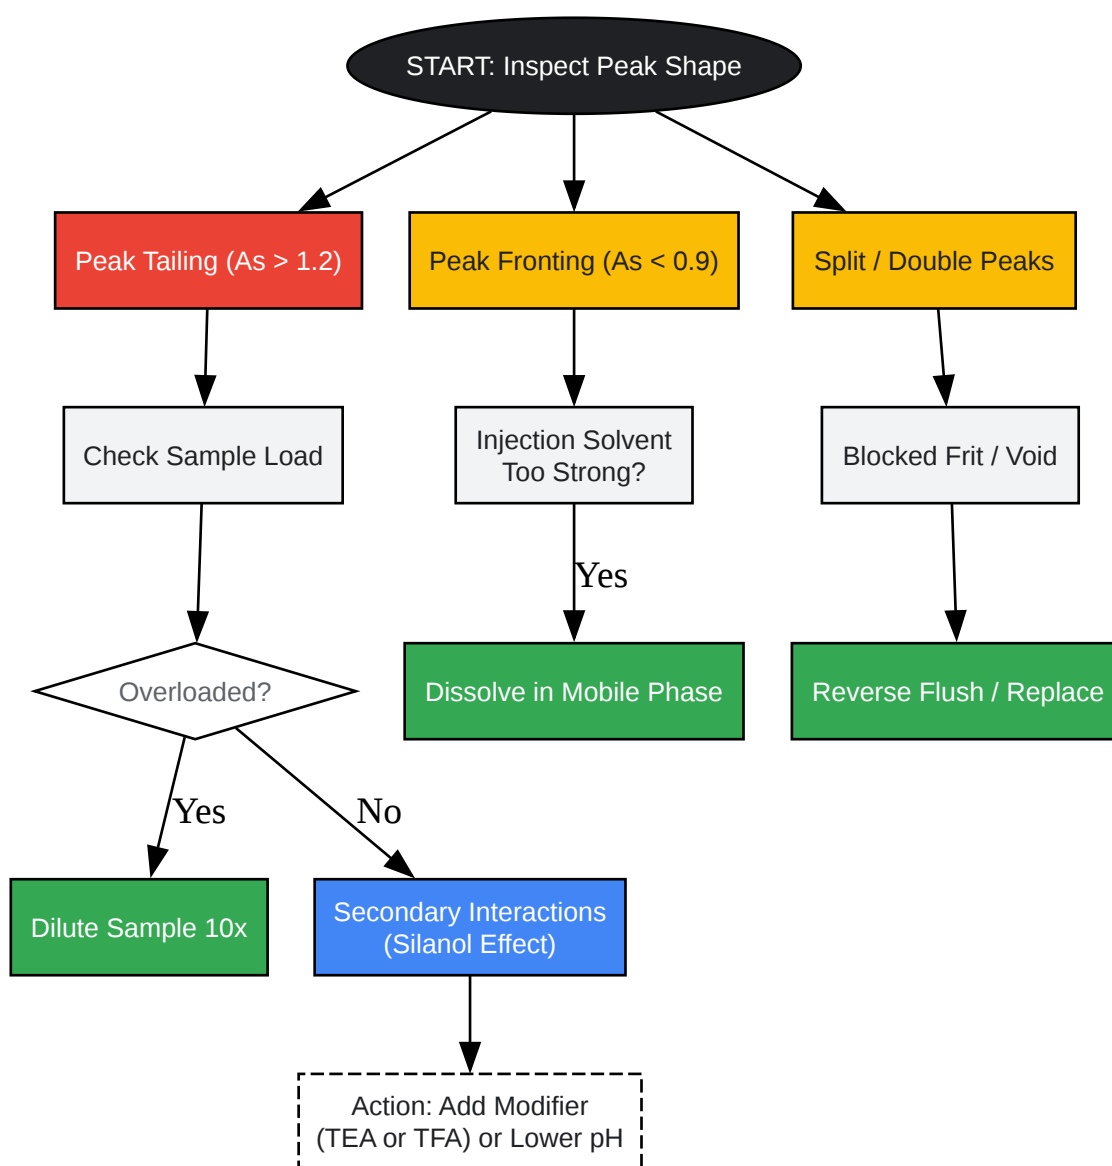 START: Inspect Peak Shape
Peak Tailing (As > 1.2)
Peak Fronting (As < 0.9)
Split / Double Peaks
Check Sample Load
Injection Solvent
Too Strong?
Blocked Frit / Void
Yes
Overloaded?
Dissolve in Mobile Phase
Reverse Flush / Replace
Yes
No
Dilute Sample 10x
Secondary Interactions
(Silanol Effect)
Action: Add Modifier
(TEA or TFA) or Lower pH